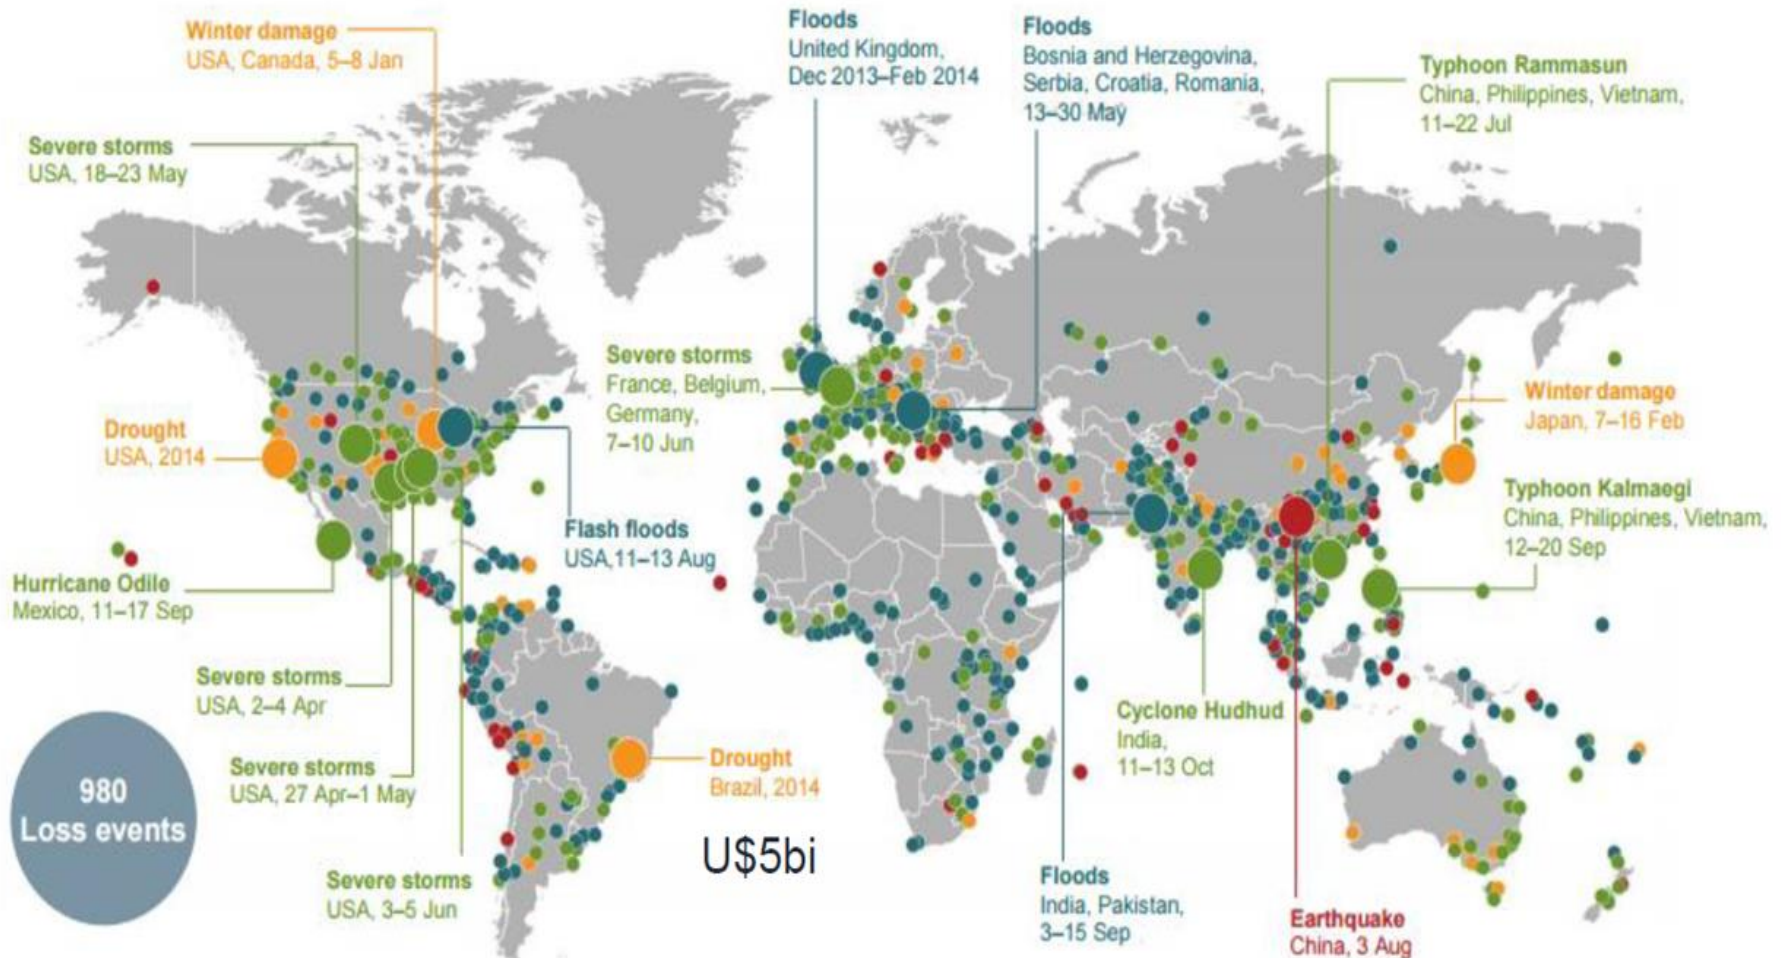 Winter damage
USA, Canada, 5–8 Jan
Floods
United Kingdom,
Dec 2013–Feb 2014
Floods
Bosnia and Herzegovina,
Serbia, Croatia, Romania,
13–30 May
Typhoon Rammasun
China, Philippines, Vietnam,
11–22 Jul
Severe storms
USA, 18–23 May
Severe storms
France, Belgium,
Germany,
7–10 Jun
Winter damage
Japan, 7–16 Feb
Drought
USA, 2014
Typhoon Kalmaegi
China, Philippines, Vietnam,
12–20 Sep
Flash floods
USA,11–13 Aug
Hurricane Odile
Mexico, 11–17 Sep
Severe storms
USA, 2–4 Apr
Cyclone Hudhud
India,
11–13 Oct
Severe storms
USA, 27 Apr–1 May
Drought
Brazil, 2014
980
Loss events
U$5bi
Severe storms
USA, 3–5 Jun
Floods
India, Pakistan,
3–15 Sep
Earthquake
China, 3 Aug